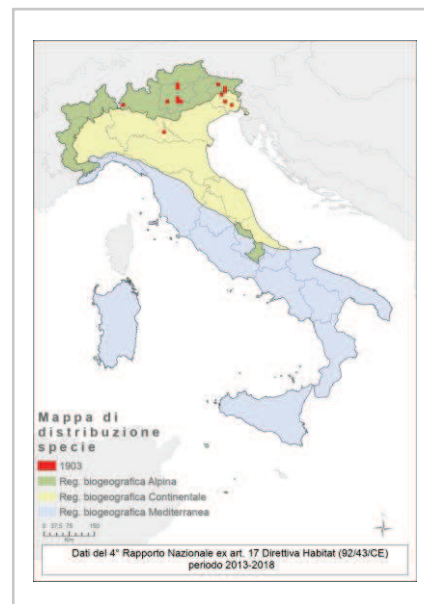 Mappa di
distribuzione
specie
1903
Reg. biogeografica Alpina
Reg. biogeografica Continentale
Reg. biogeografica Mediterranea
0 37,5 75 150
Km
Dati del 4° Rapporto Nazionale ex art. 17 Direttiva Habitat (92/43/CE)
periodo 2013-2018